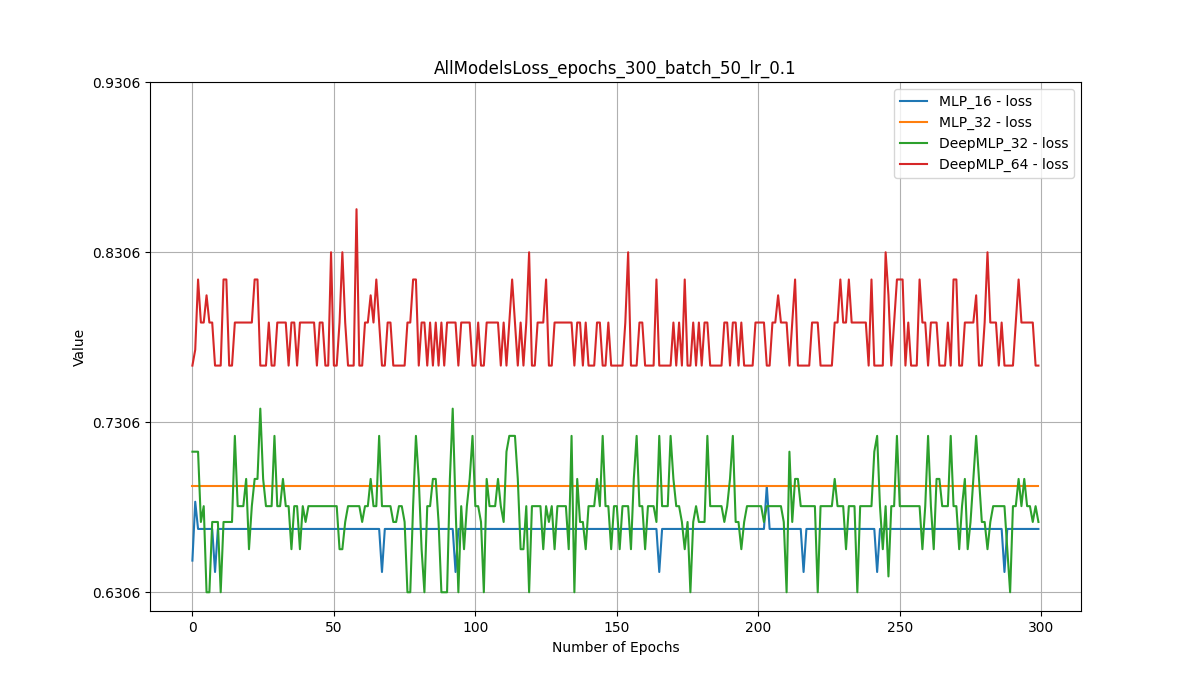 AllModelsLoss_epochs_300_batch_50_lr_0.1
0.9306
0.8306
0.7306
0.6306
Value
MLP_16 - loss
MLP_32 - loss
DeepMLP_32 - loss
DeepMLP_64 - loss
0 50 100 150 200 250 300
Number of Epochs